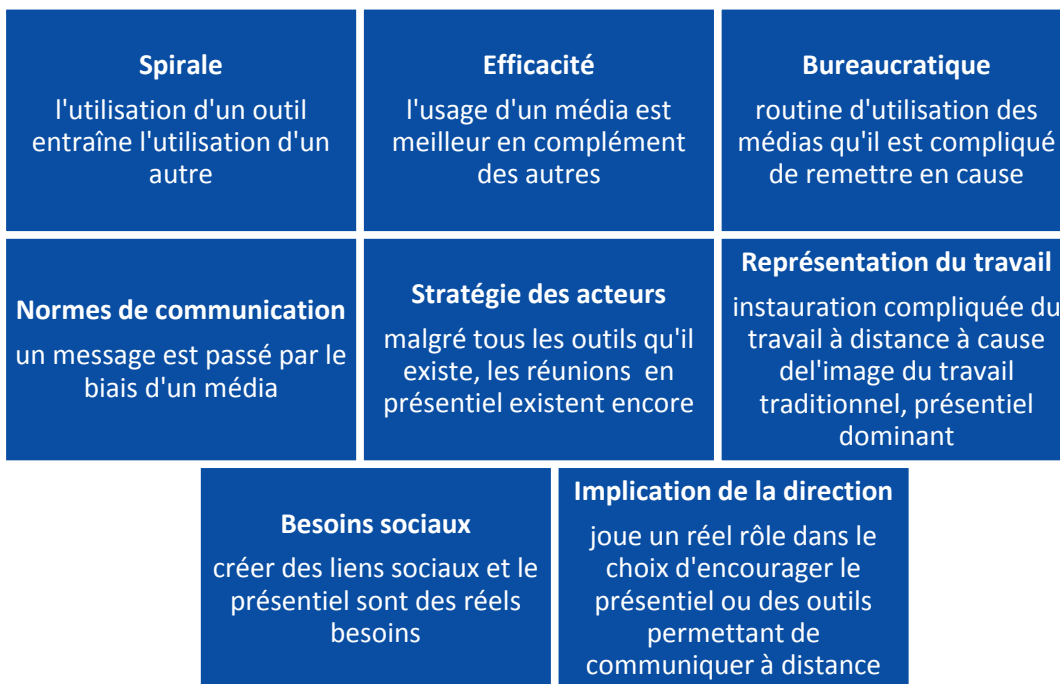 Spirale
l'utilisation d'un outil
entraîne l'utilisation d'un
autre
Efficacité
l'usage d'un média est
meilleur en complément
des autres
Bureaucratique
routine d'utilisation des
médias qu'il est compliqué
de remettre en cause
Normes de communication
un message est passé par le
biais d'un média
Stratégie des acteurs
malgré tous les outils qu'il
existe, les réunions en
présentiel existent encore
Représentation du travail
instauration compliquée du
travail à distance à cause
del'image du travail
traditionnel, présentiel
dominant
Besoins sociaux
créer des liens sociaux et le
présentiel sont des réels
besoins
Implication de la direction
joue un réel rôle dans le
choix d'encourager le
présentiel ou des outils
permettant de
communiquer à distance